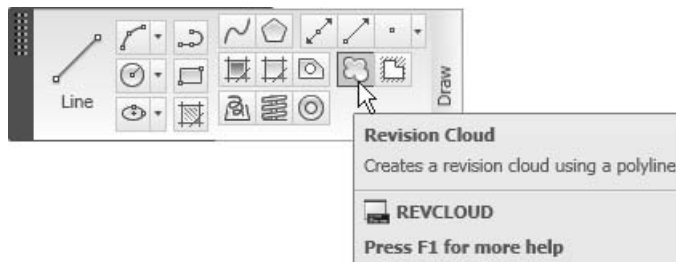 Line
Draw
Revision Cloud
Creates a revision cloud using a polyline
REVCLOUD
Press F1 for more help